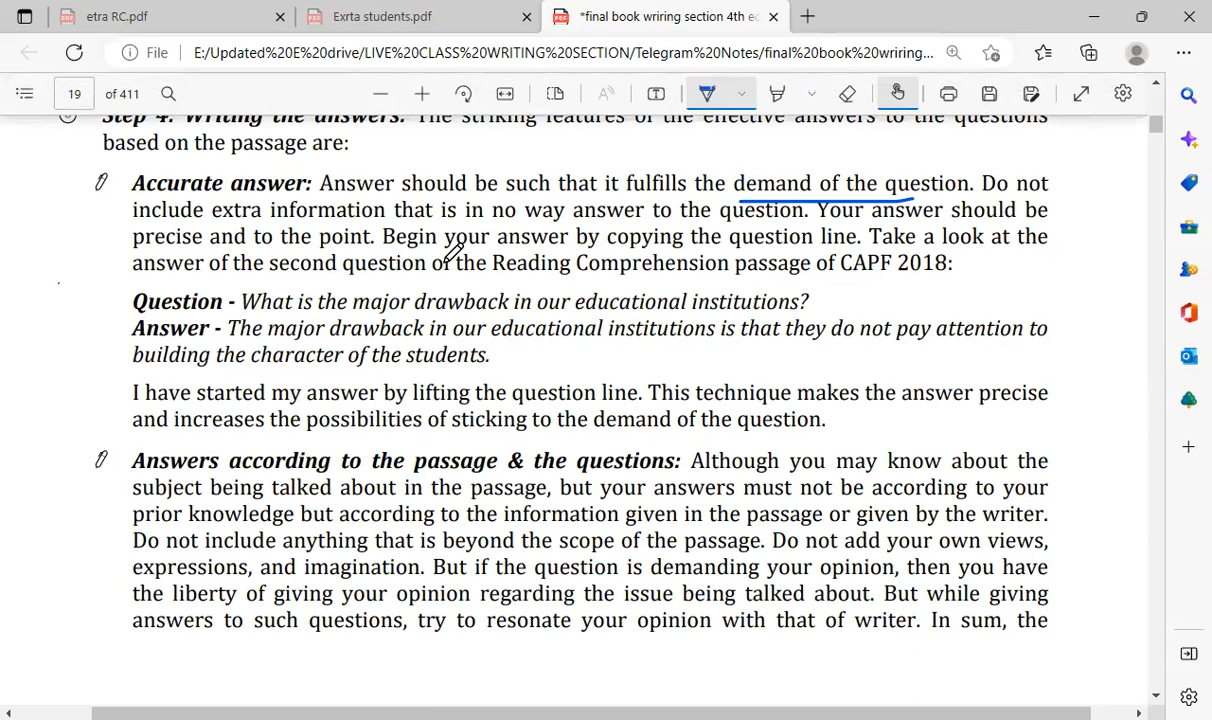 etra RC.pdf
Exrta students.pdf
*final book wriring section 4th ec
File
E:/Updated%20E%20drive/LIVE%20CLASS%20WRITING%20SECTION/Telegram%20Notes/final%20book%20wriring...
19 of 411
Step 4: Writing the answers: The striking features of the effective answers to the questions
based on the passage are:
Accurate answer: Answer should be such that it fulfills the demand of the question. Do not
include extra information that is in no way answer to the question. Your answer should be
precise and to the point. Begin your answer by copying the question line. Take a look at the
answer of the second question of the Reading Comprehension passage of CAPF 2018:
Question - What is the major drawback in our educational institutions?
Answer - The major drawback in our educational institutions is that they do not pay attention to
building the character of the students.
I have started my answer by lifting the question line. This technique makes the answer precise
and increases the possibilities of sticking to the demand of the question.
Answers according to the passage & the questions: Although you may know about the
subject being talked about in the passage, but your answers must not be according to your
prior knowledge but according to the information given in the passage or given by the writer.
Do not include anything that is beyond the scope of the passage. Do not add your own views,
expressions, and imagination. But if the question is demanding your opinion, then you have
the liberty of giving your opinion regarding the issue being talked about. But while giving
answers to such questions, try to resonate your opinion with that of writer. In sum, the